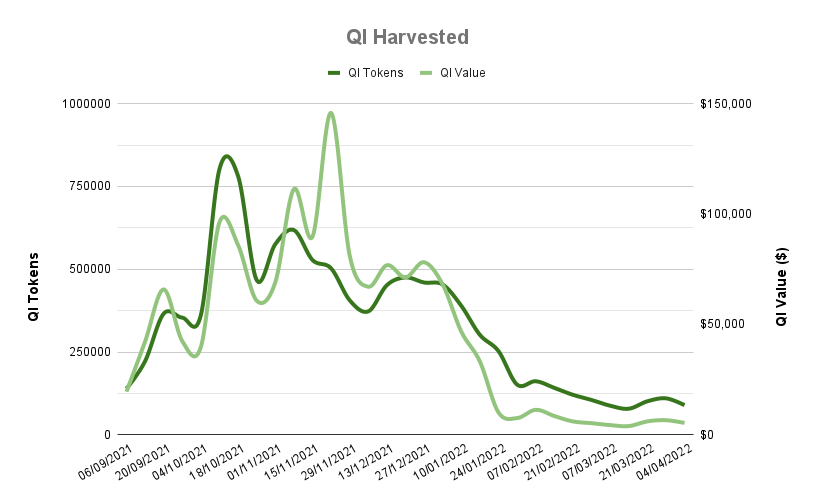 QI Harvested
QI Tokens QI Value
1000000
750000
500000
250000
0
$150,000
$100,000
$50,000
$0
QI Tokens
QI Value ($)
06/09/2021 20/09/2021 04/10/2021 18/10/2021 01/11/2021 15/11/2021 29/11/2021 13/12/2021 27/12/2021 10/01/2022 24/01/2022 07/02/2022 21/02/2022 07/03/2022 21/03/2022 04/04/2022